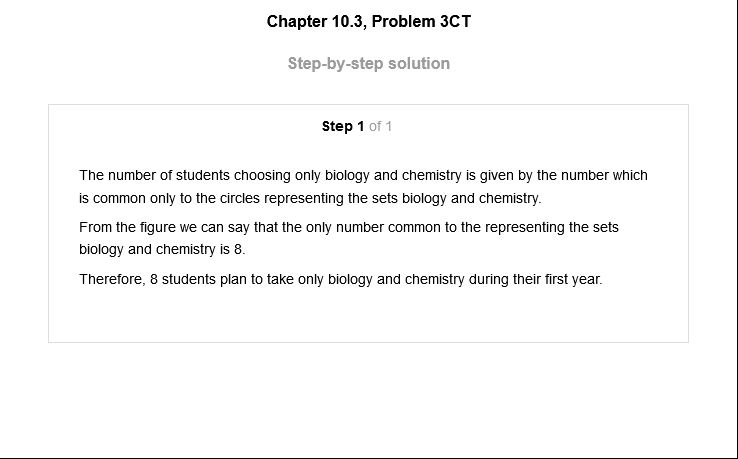 Chapter 10.3, Problem 3CT
Step-by-step solution
Step 1 of 1
The number of students choosing only biology and chemistry is given by the number which
is common only to the circles representing the sets biology and chemistry.
From the figure we can say that the only number common to the representing the sets
biology and chemistry is 8.
Therefore, 8 students plan to take only biology and chemistry during their first year.